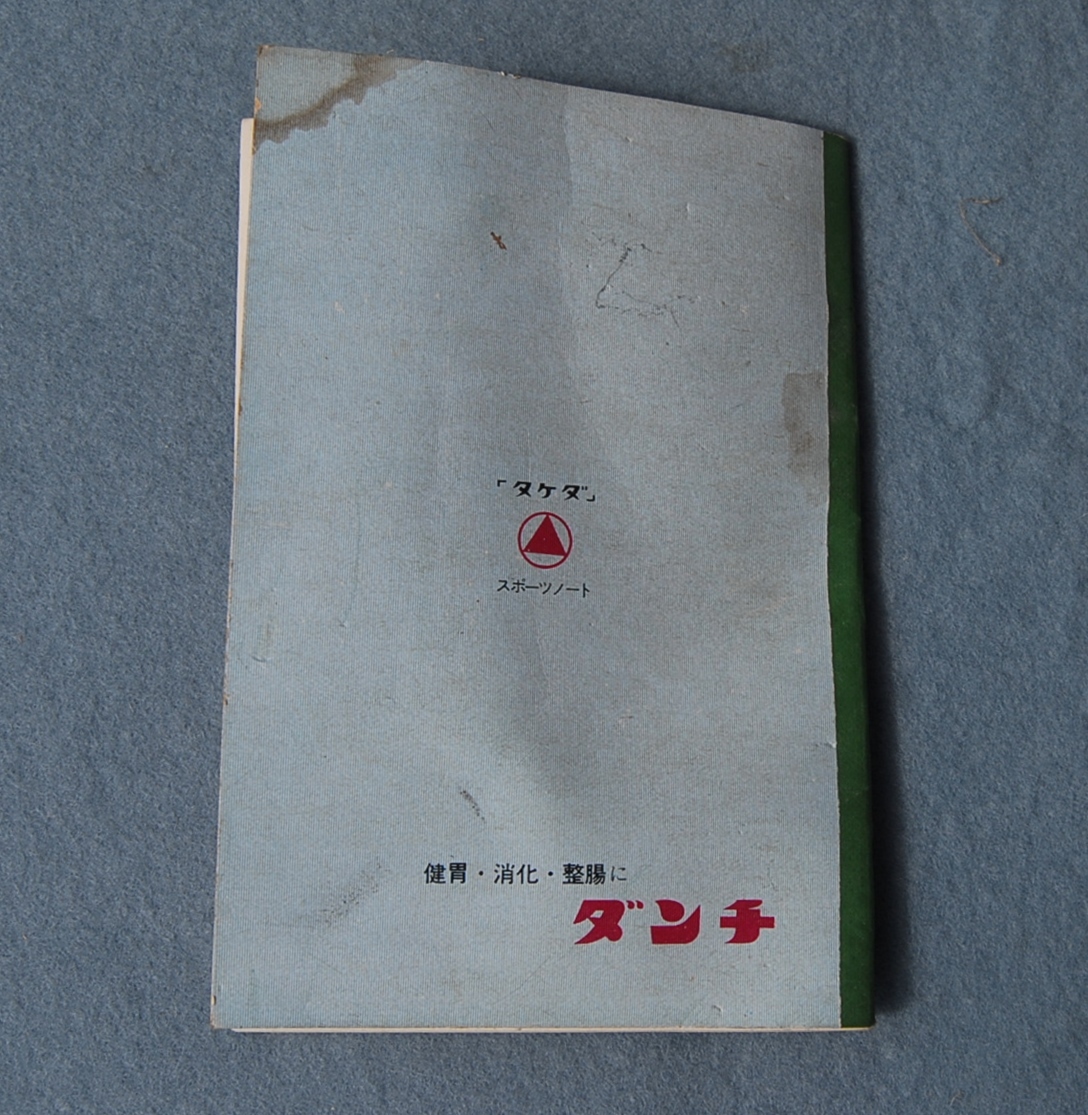 「タケダ」
スポーツノート
健胃・消化・整腸に
ダンチ